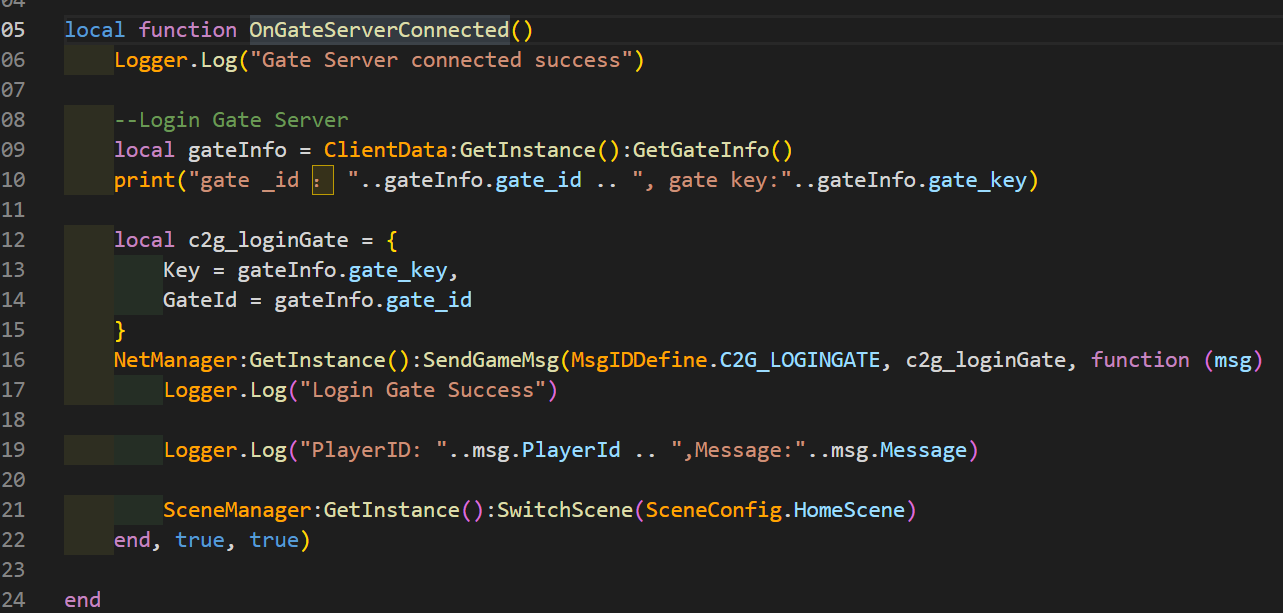 04
05 local function OnGateServerConnected()
06 Logger.Log("Gate Server connected success")
07
08 --Login Gate Server
09 local gateInfo = ClientData:GetInstance():GetGateInfo()
10 print("gate _id ： "..gateInfo.gate_id .. ", gate key:"..gateInfo.gate_key)
11
12 local c2g_loginGate = {
13 Key = gateInfo.gate_key,
14 GateId = gateInfo.gate_id
15 }
16 NetManager:GetInstance():SendGameMsg(MsgIDDefine.C2G_LOGINGATE, c2g_loginGate, function (msg)
17 Logger.Log("Login Gate Success")
18
19 Logger.Log("PlayerID: "..msg.PlayerId .. ",Message:"..msg.Message)
20
21 SceneManager:GetInstance():SwitchScene(SceneConfig.HomeScene)
22 end, true, true)
23
24 end